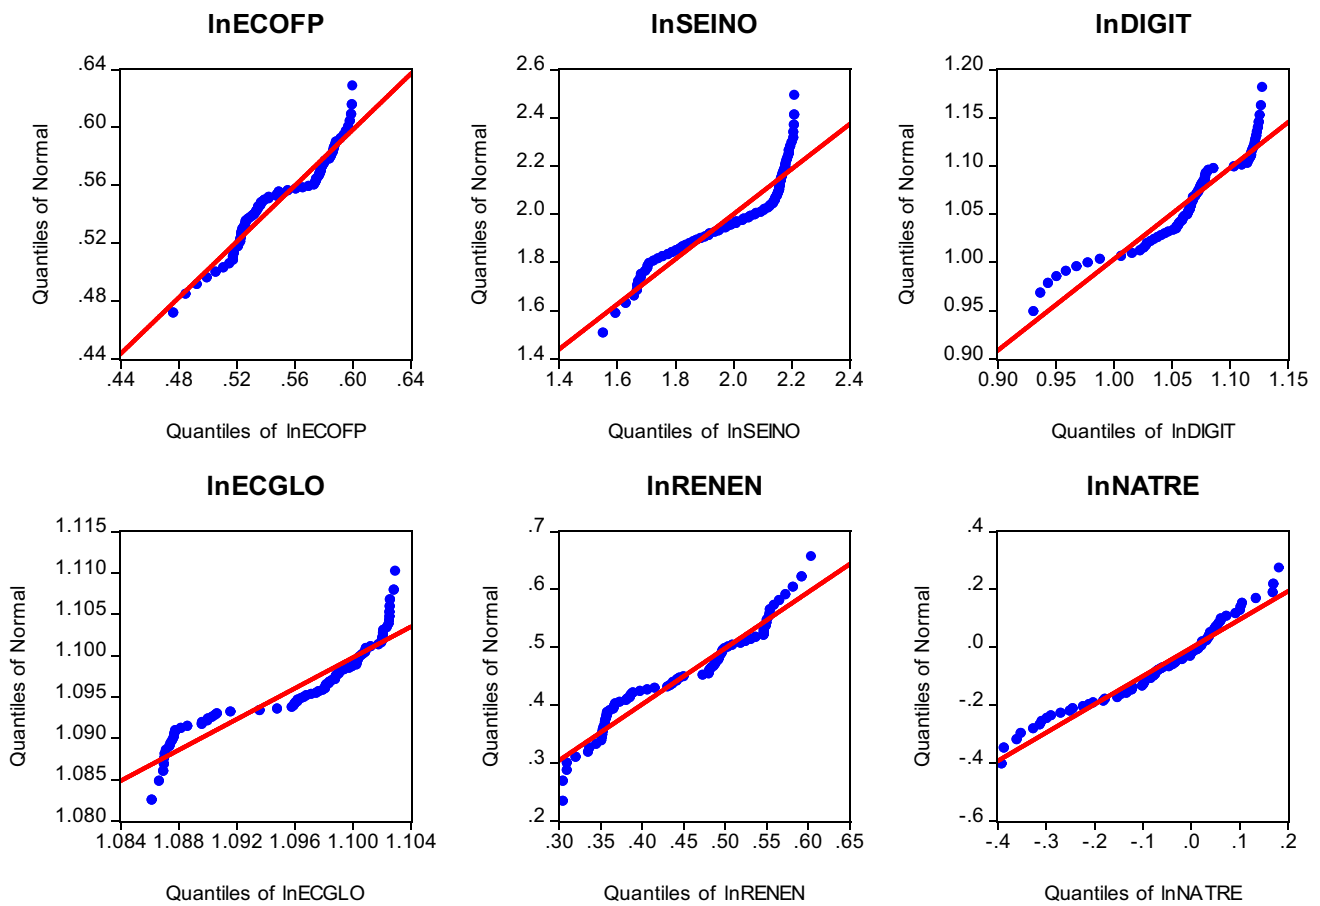 lnECOFP
lnSEINO
lnDIGIT
.64
.60
.56
.52
.48
.44
Quantiles of Normal
.44 .48 .52 .56 .60 .64
Quantiles of lnECOFP
2.6
2.4
2.2
2.0
1.8
1.6
1.4
Quantiles of Normal
1.4 1.6 1.8 2.0 2.2 2.4
Quantiles of lnSEINO
1.20
1.15
1.10
1.05
1.00
0.95
0.90
Quantiles of Normal
0.90 0.95 1.00 1.05 1.10 1.15
Quantiles of lnDIGIT
lnECGLO
lnRENEN
lnNATRE
1.115
1.110
1.105
1.100
1.095
1.090
1.085
1.080
Quantiles of Normal
1.084 1.088 1.092 1.096 1.100 1.104
Quantiles of lnECGLO
.7
.6
.5
.4
.3
.2
Quantiles of Normal
.30 .35 .40 .45 .50 .55 .60 .65
Quantiles of lnRENEN
.4
.2
.0
-.2
-.4
-.6
Quantiles of Normal
-.4 -.3 -.2 -.1 .0 .1 .2
Quantiles of lnNATRE